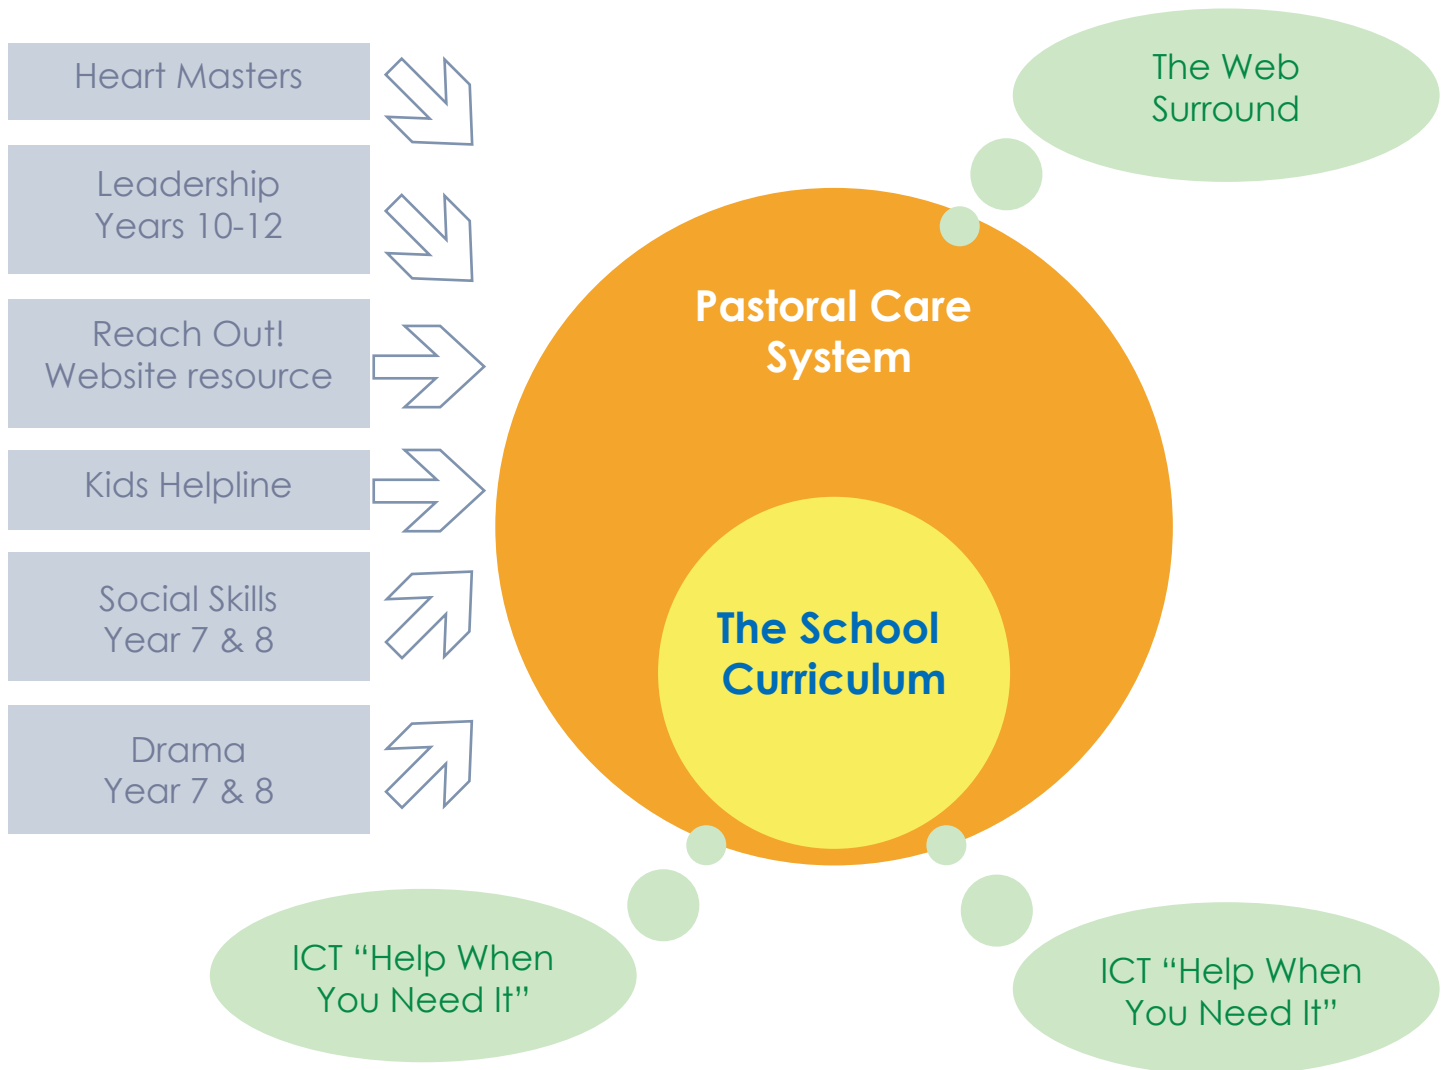 Heart Masters
Leadership
Years 10-12
Reach Out!
Website resource
Kids Helpline
Social Skills
Year 7 & 8
Drama
Year 7 & 8
The Web
Surround
Pastoral Care
System
The School
Curriculum
ICT “Help When
You Need It”
ICT “Help When
You Need It”